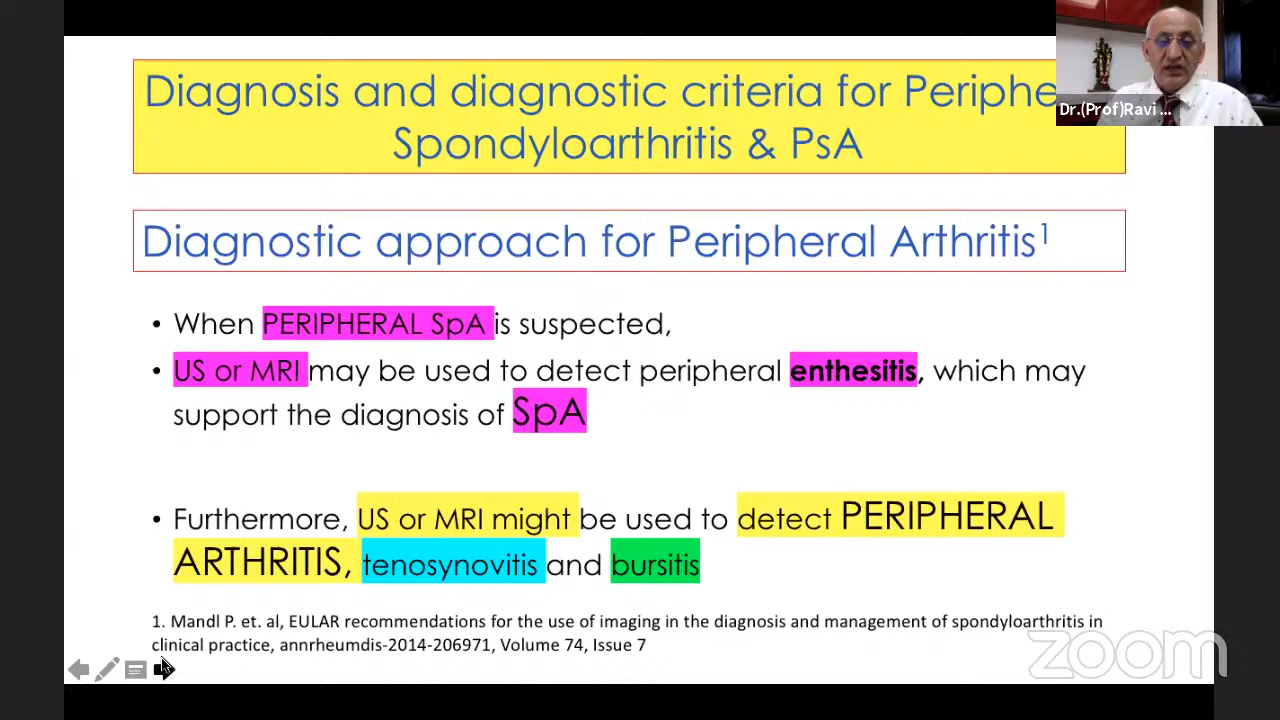 Diagnosis and diagnostic criteria for Periphe
Spondyloarthritis & PsA
Dr.(Prof)Ravi ...
Diagnostic approach for Peripheral Arthritis1
• When PERIPHERAL SpA is suspected,
• US or MRI may be used to detect peripheral enthesitis, which may
support the diagnosis of SpA
• Furthermore, US or MRI might be used to detect PERIPHERAL
ARTHRITIS, tenosynovitis and bursitis
1. Mandl P. et. al, EULAR recommendations for the use of imaging in the diagnosis and management of spondyloarthritis in
clinical practice, annrheumdis-2014-206971, Volume 74, Issue 7
zoom